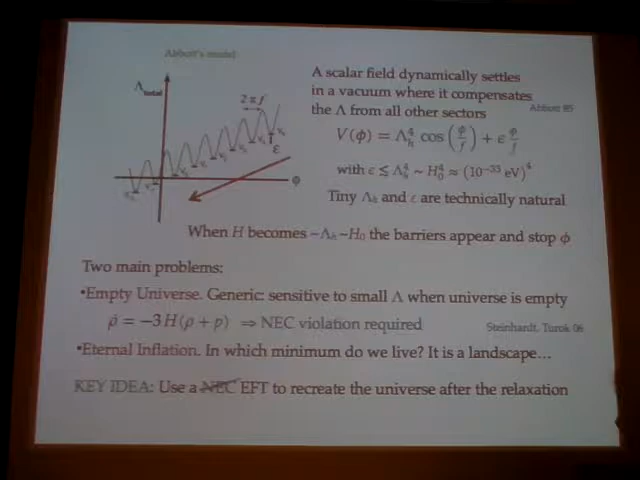 Abbott's model
Λtotal
2πf
ε
φ
A scalar field dynamically settles
in a vacuum where it compensates
the Λ from all other sectors
Abbott 85
V(φ) = Λ_h^4 cos(φ/f) + ε φ/f
with ε ≲ Λ_h^4 ~ H_0^4 ≈ (10^-33 eV)^4
Tiny Λ_h and ε are technically natural
When H becomes ~Λ_h~H_0 the barriers appear and stop φ
Two main problems:
•Empty Universe. Generic: sensitive to small Λ when universe is empty
ρ̇ = −3H(ρ + p) ⇒ NEC violation required
Steinhardt, Turok 06
•Eternal Inflation. In which minimum do we live? It is a landscape...
KEY IDEA: Use a NEC EFT to recreate the universe after the relaxation